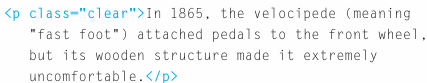 <p class="clear">In 1865, the velocipede (meaning
"fast foot") attached pedals to the front wheel,
but its wooden structure made it extremely
uncomfortable.</p>